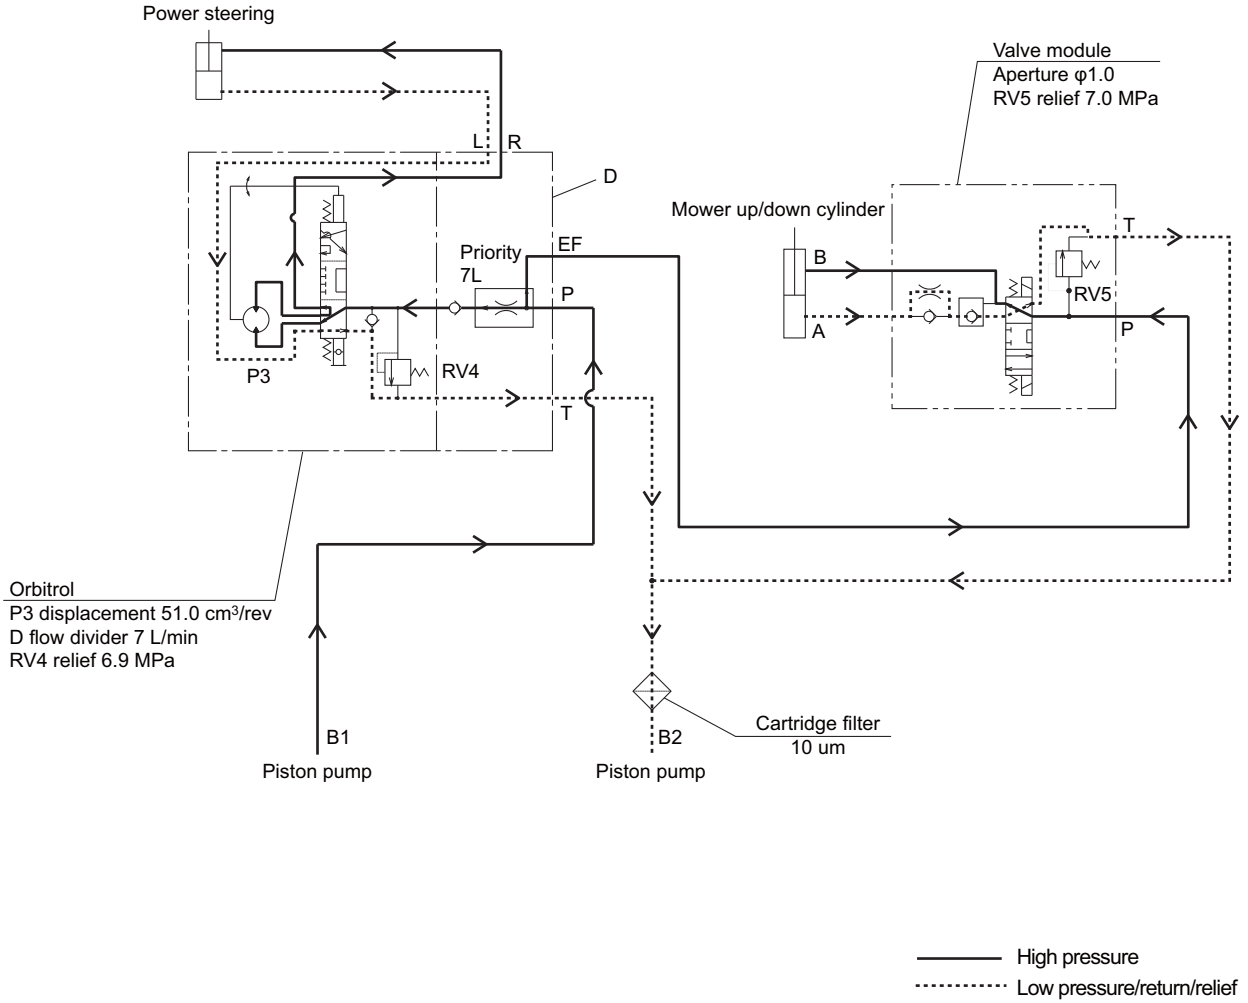 Power steering
Valve module
Aperture φ1.0
RV5 relief 7.0 MPa
L
R
D
Mower up/down cylinder
T
EF
Priority
7L
B
P
RV5
A
P
P3
RV4
T
Orbitrol
P3 displacement 51.0 cm³/rev
D flow divider 7 L/min
RV4 relief 6.9 MPa
Cartridge filter
10 um
B1
B2
Piston pump
Piston pump
High pressure
Low pressure/return/relief